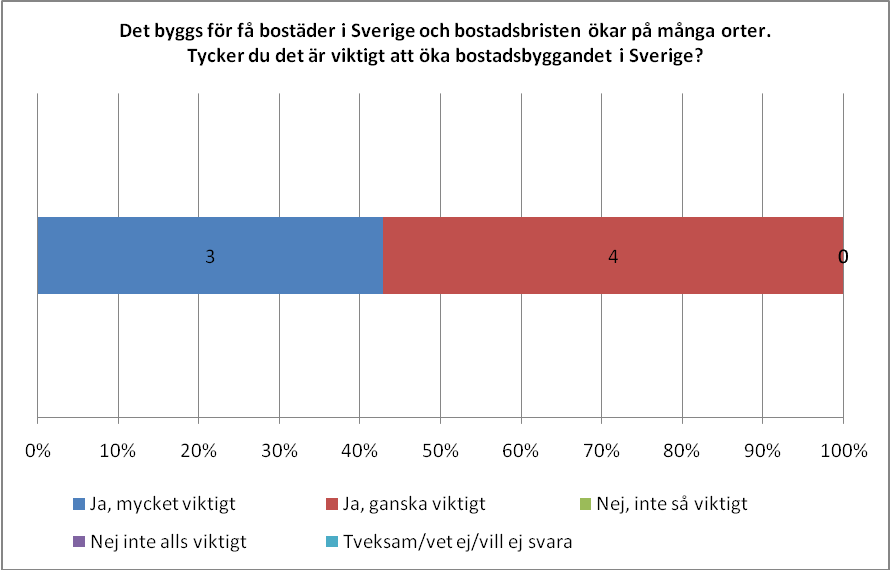 Det byggs för få bostäder i Sverige och bostadsbristen ökar på många orter.
Tycker du det är viktigt att öka bostadsbyggandet i Sverige?
3 4 0
0% 10% 20% 30% 40% 50% 60% 70% 80% 90% 100%
Ja, mycket viktigt Ja, ganska viktigt Nej, inte så viktigt
Nej inte alls viktigt Tveksam/vet ej/vill ej svara